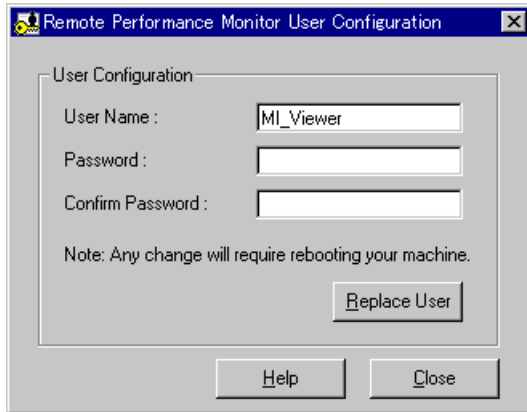 Remote Performance Monitor User Configuration
User Configuration
User Name :
MI_Viewer
Password :
Confirm Password :
Note: Any change will require rebooting your machine.
Replace User
Help
Close